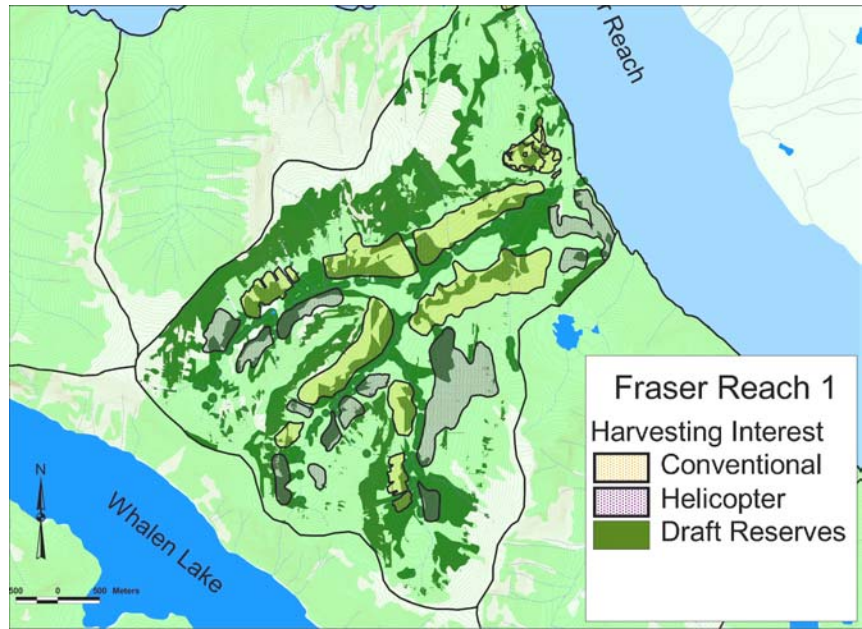 r Reach
Fraser Reach 1
Harvesting Interest
Conventional
Helicopter
Draft Reserves
N
Whalen Lake
500 0 500 Meters